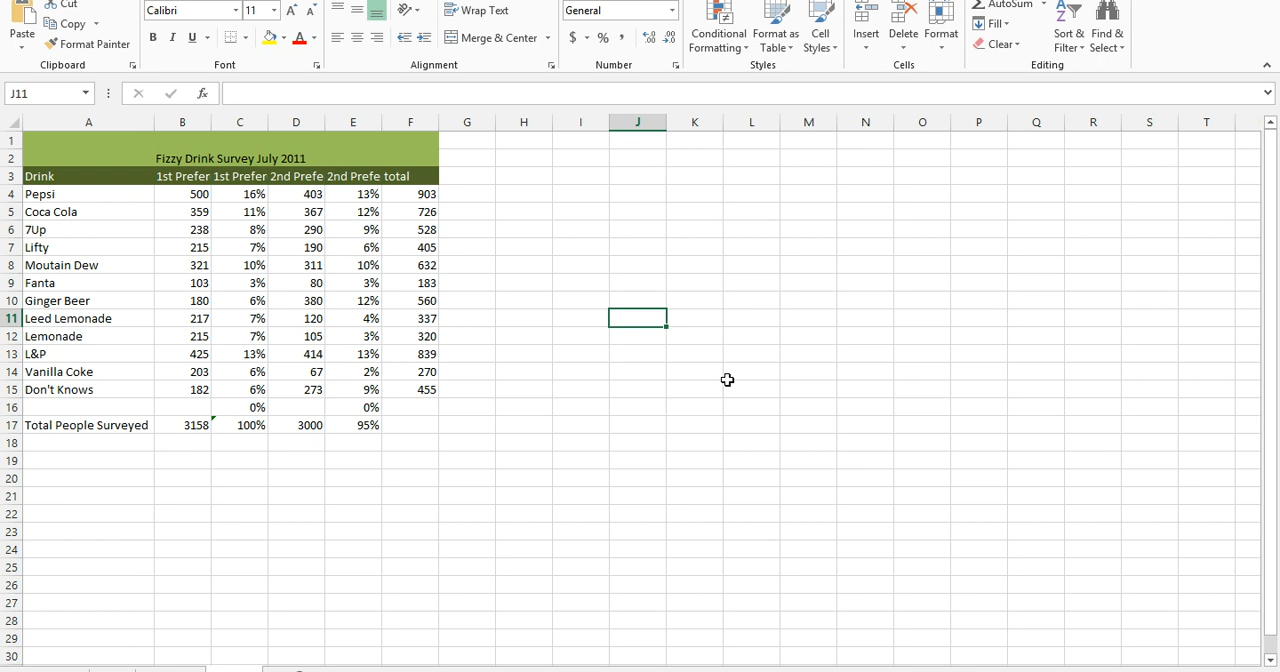 Cut Calibri 11 Wrap Text General AutoSum
Paste Copy Conditional Format as Cell Insert Delete Format Fill Sort & Find &
Format Painter B I U Merge & Center $ % , Formatting Table Styles Clear Filter Select
Clipboard Font Alignment Number Styles Cells Editing
J11 fx
A B C D E F G H I J K L M N O P Q R S T
1
2 Fizzy Drink Survey July 2011
3 Drink 1st Prefer 1st Prefer 2nd Prefe 2nd Prefe total
4 Pepsi 500 16% 403 13% 903
5 Coca Cola 359 11% 367 12% 726
6 7Up 238 8% 290 9% 528
7 Lifty 215 7% 190 6% 405
8 Moutain Dew 321 10% 311 10% 632
9 Fanta 103 3% 80 3% 183
10 Ginger Beer 180 6% 380 12% 560
11 Leed Lemonade 217 7% 120 4% 337
12 Lemonade 215 7% 105 3% 320
13 L&P 425 13% 414 13% 839
14 Vanilla Coke 203 6% 67 2% 270
15 Don't Knows 182 6% 273 9% 455
16 0% 0%
17 Total People Surveyed 3158 100% 3000 95%
18
19
20
21
22
23
24
25
26
27
28
29
30